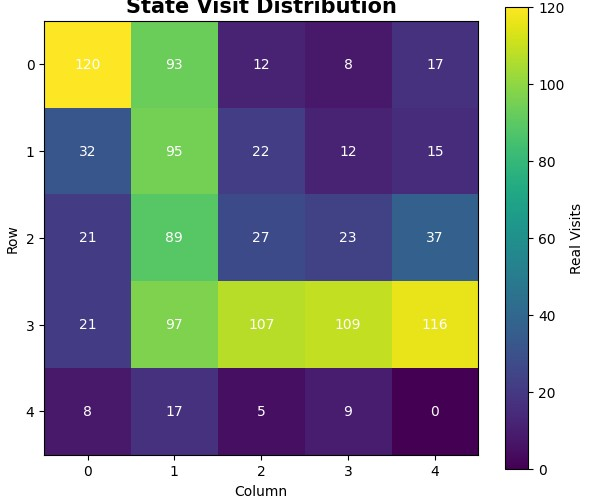 State Visit Distribution
0 120 93 12 8 17
1 32 95 22 12 15
2 21 89 27 23 37
3 21 97 107 109 116
4 8 17 5 9 0
0 1 2 3 4
Column
Row
120
100
80
60
40
20
0
Real Visits